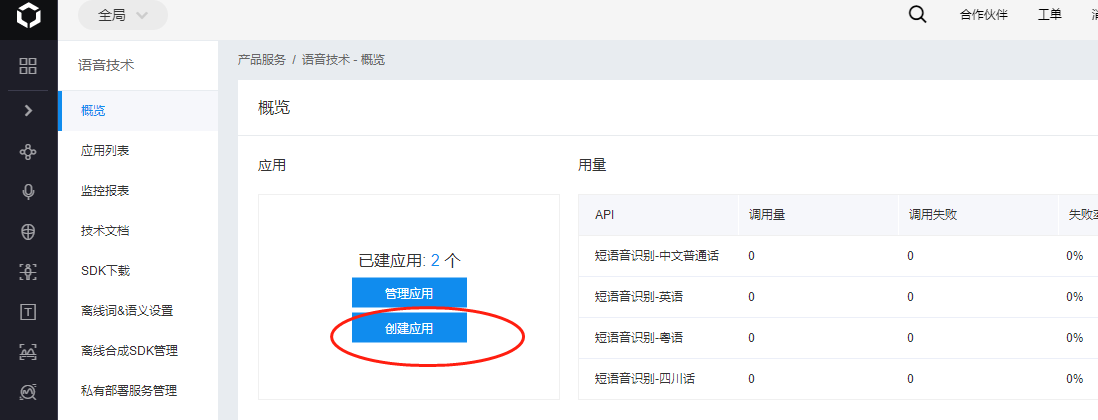 全局
合作伙伴
工单
语音技术
产品服务 / 语音技术 - 概览
概览
应用列表
监控报表
技术文档
SDK下载
离线词&语义设置
离线合成SDK管理
私有部署服务管理
概览
应用
已建应用: 2 个
管理应用
创建应用
用量
API 调用量 调用失败 失败率
短语音识别-中文普通话 0 0 0%
短语音识别-英语 0 0 0%
短语音识别-粤语 0 0 0%
短语音识别-四川话 0 0 0%